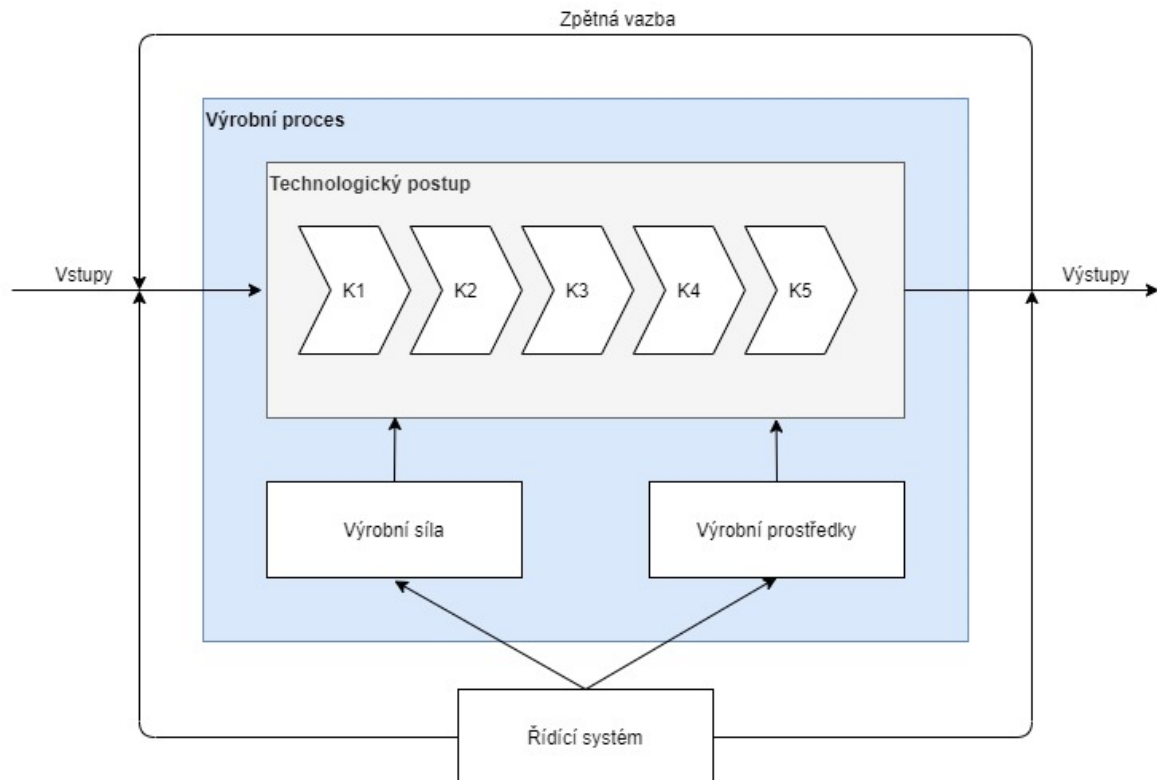 Zpětná vazba
Výrobní proces
Technologický postup
Vstupy
K1
K2
K3
K4
K5
Výstupy
Výrobní síla
Výrobní prostředky
Řídící systém